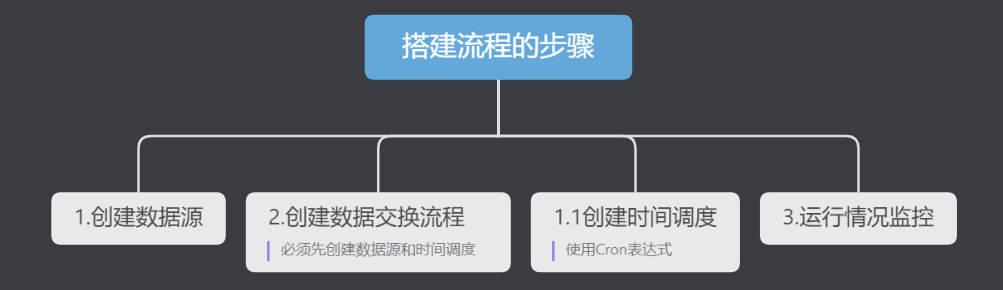 搭建流程的步骤
1.创建数据源
2.创建数据交换流程
必须先创建数据源和时间调度
1.1创建时间调度
使用Cron表达式
3.运行情况监控